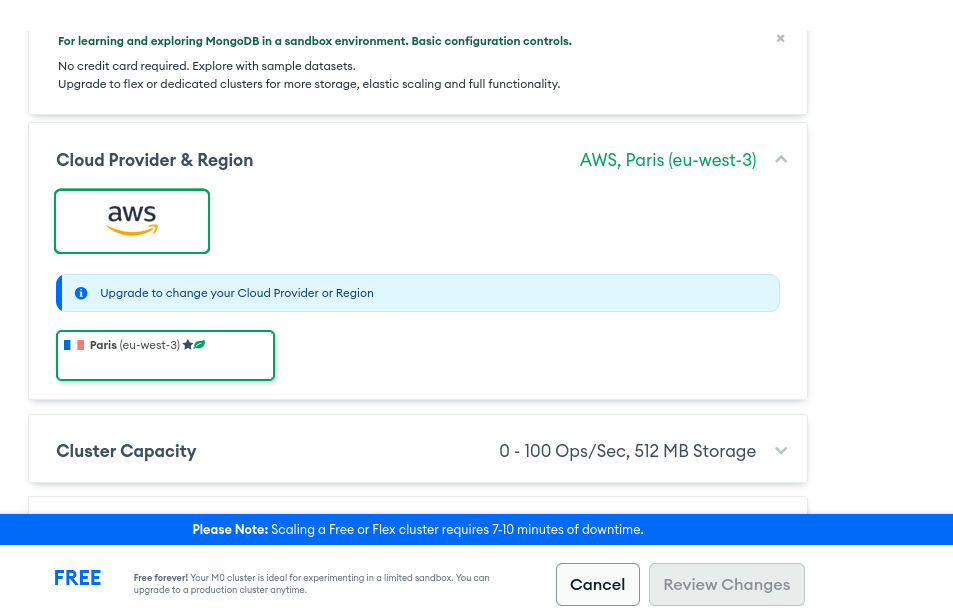 For learning and exploring MongoDB in a sandbox environment. Basic configuration controls.
No credit card required. Explore with sample datasets.
Upgrade to flex or dedicated clusters for more storage, elastic scaling and full functionality.
Cloud Provider & Region
AWS, Paris (eu-west-3)
aws
Upgrade to change your Cloud Provider or Region
Paris (eu-west-3)
Cluster Capacity
0 - 100 Ops/Sec, 512 MB Storage
Please Note: Scaling a Free or Flex cluster requires 7-10 minutes of downtime.
FREE
Free forever! Your M0 cluster is ideal for experimenting in a limited sandbox. You can
upgrade to a production cluster anytime.
Cancel
Review Changes